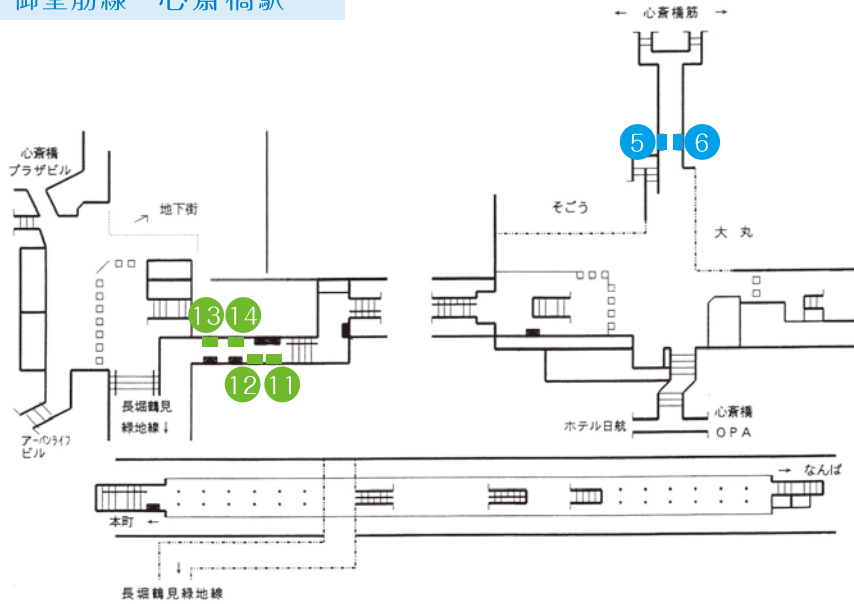 御堂筋線 心斎橋駅
← 心斎橋筋 →
5 6
心斎橋
プラザビル
地下街
そごう
大 丸
13 14
12 11
長堀鶴見
緑地線↓
アーバンライフ
ビル
ホテル日航
心斎橋
OPA
→ なんば
本町 ←
↓
長堀鶴見緑地線